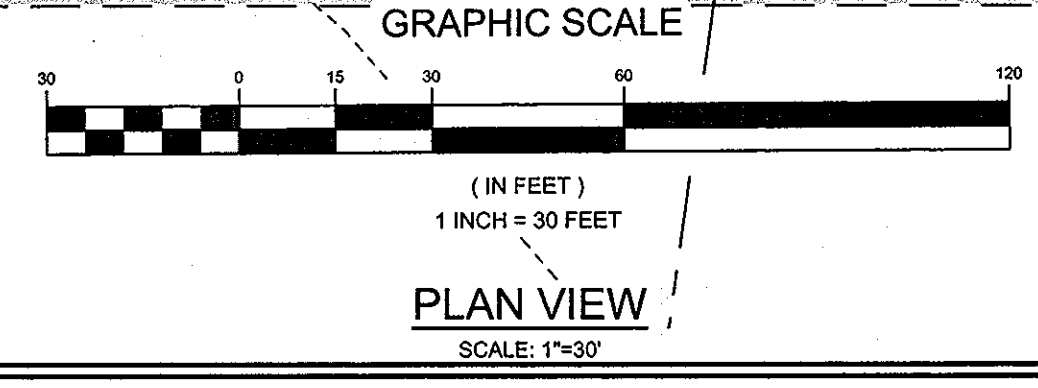 GRAPHIC SCALE
30 0 15 30 60 120
( IN FEET )
1 INCH = 30 FEET
PLAN VIEW
SCALE: 1"=30'